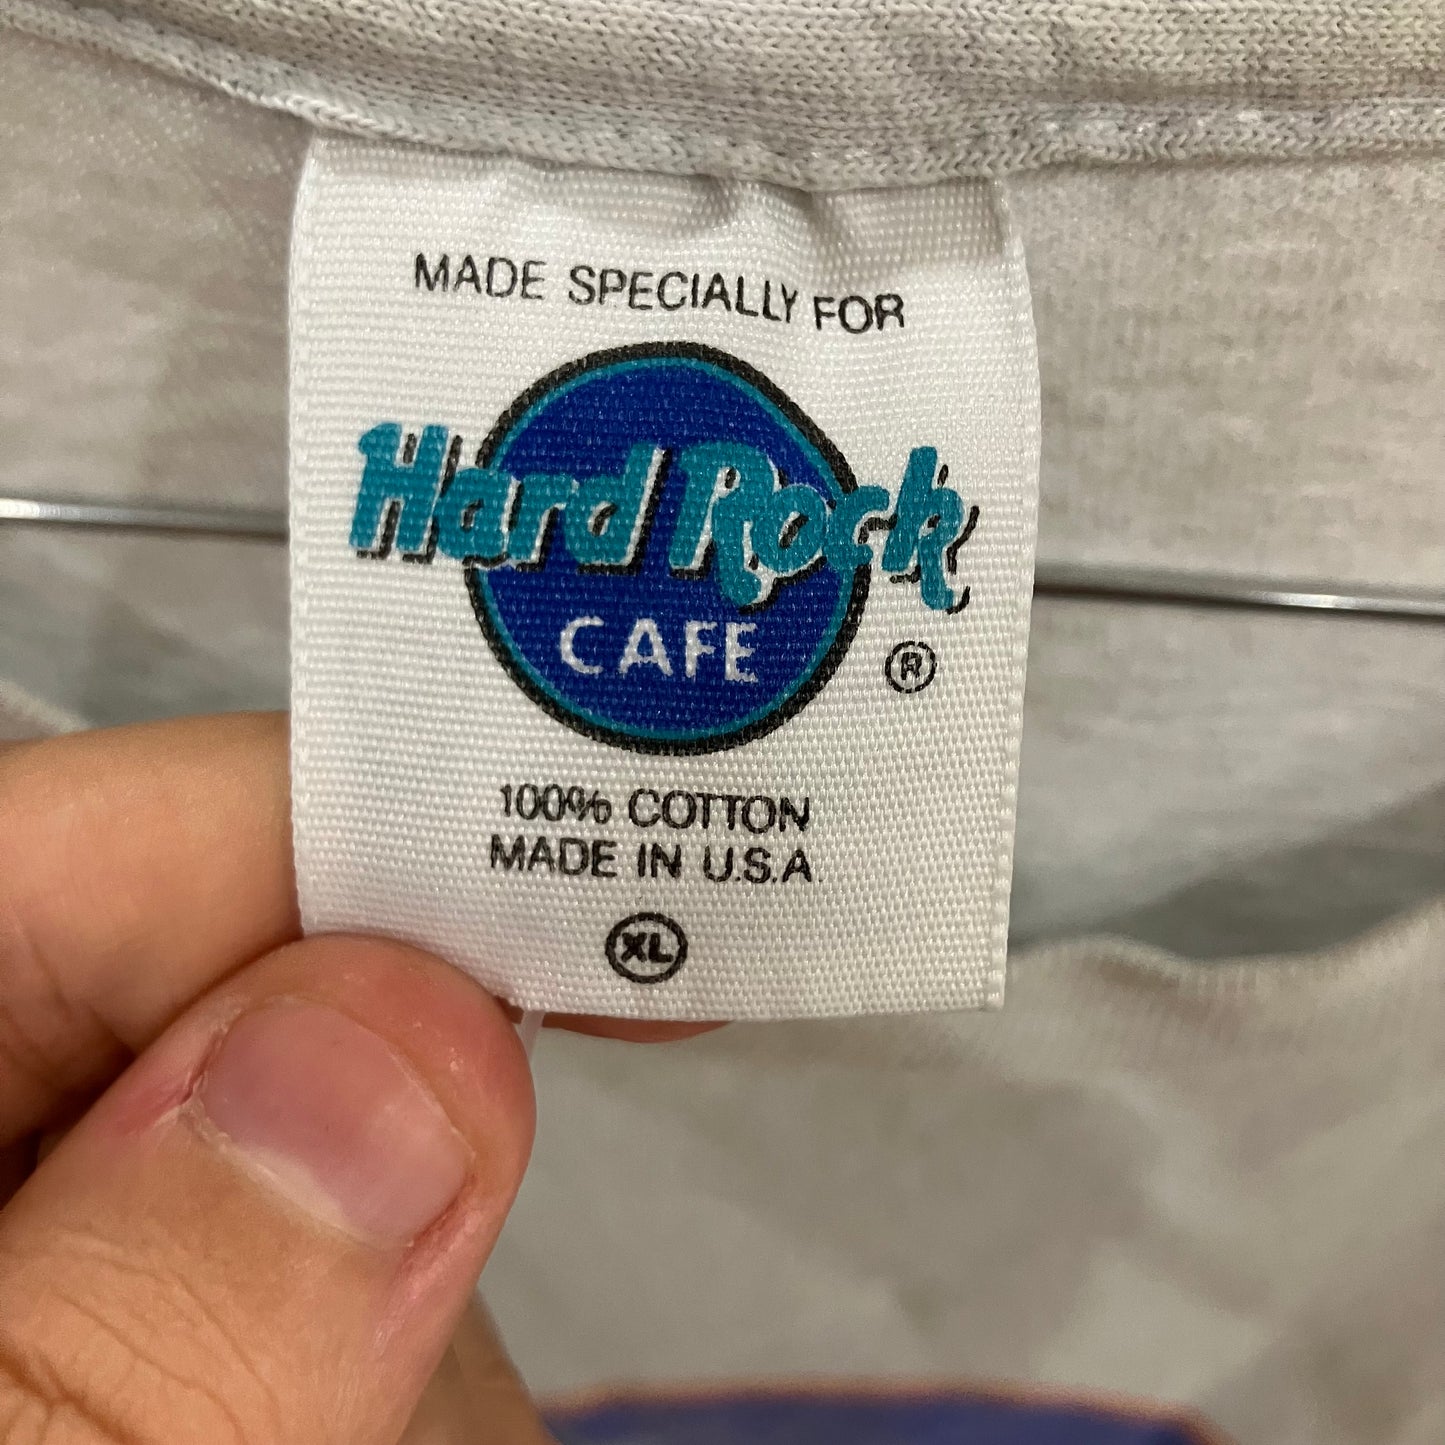 MADE SPECIALLY FOR
Hard Rock
CAFE
®
100% COTTON
MADE IN U.S.A
XL